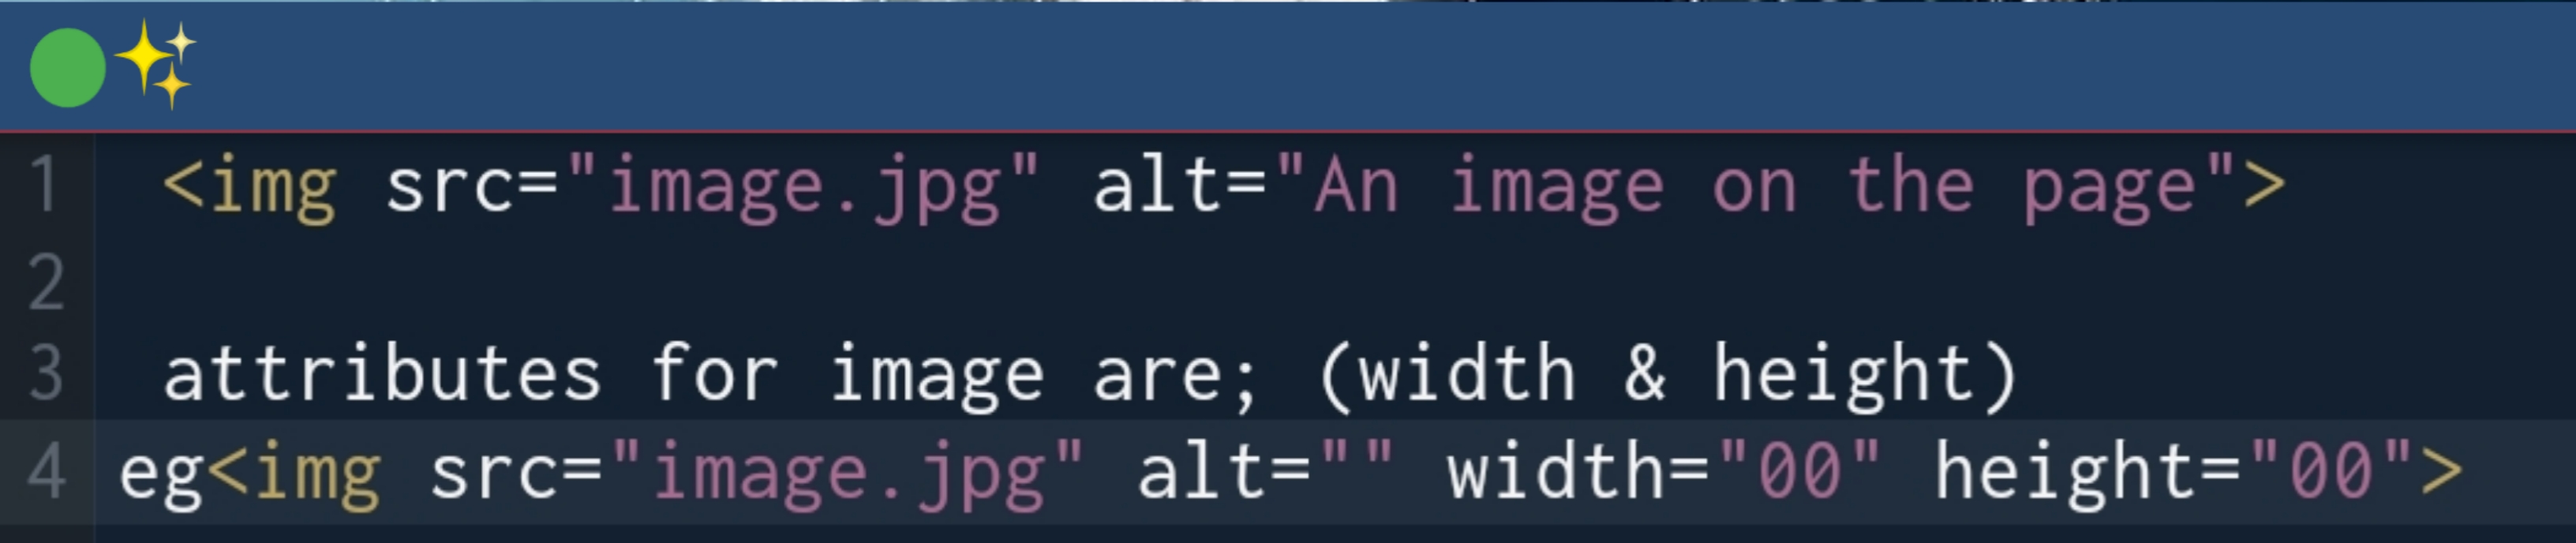 1 <img src="image.jpg" alt="An image on the page">
2
3 attributes for image are; (width & height)
4 eg<img src="image.jpg" alt="" width="00" height="00">